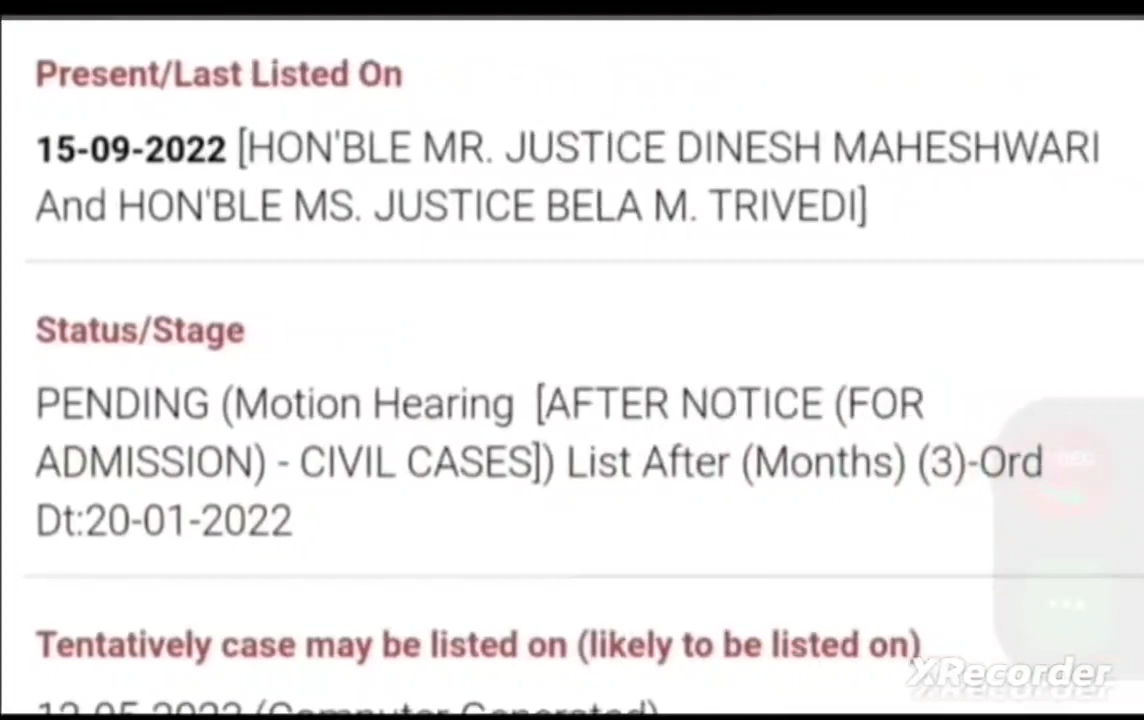 Present/Last Listed On
15-09-2022 [HON'BLE MR. JUSTICE DINESH MAHESHWARI
And HON'BLE MS. JUSTICE BELA M. TRIVEDI]
Status/Stage
PENDING (Motion Hearing [AFTER NOTICE (FOR
ADMISSION) - CIVIL CASES]) List After (Months) (3)-Ord
Dt:20-01-2022
Tentatively case may be listed on (likely to be listed on)
XRecorder
(Computer Generated)